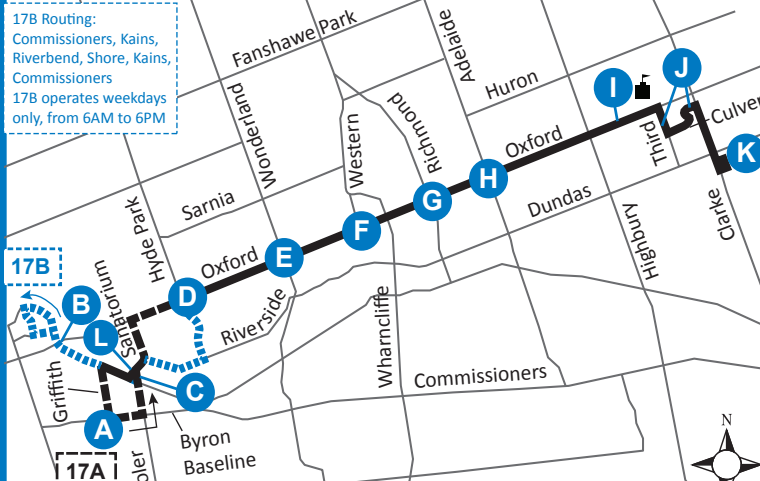 17B Routing:
Commissioners, Kains,
Riverbend, Shore, Kains,
Commissioners
17B operates weekdays
only, from 6AM to 6PM
Fanshawe Park
Adelaide
Huron
I
J
Culver
K
Wonderland
Western
Richmond
Oxford
Third
H
G
Dundas
Clarke
Hyde Park
Sarnia
F
Highbury
17B
Sanatorium
Oxford
E
D
B
L
Riverside
Wharncliffe
Griffith
C
Commissioners
A
Byron
Baseline
17A
N